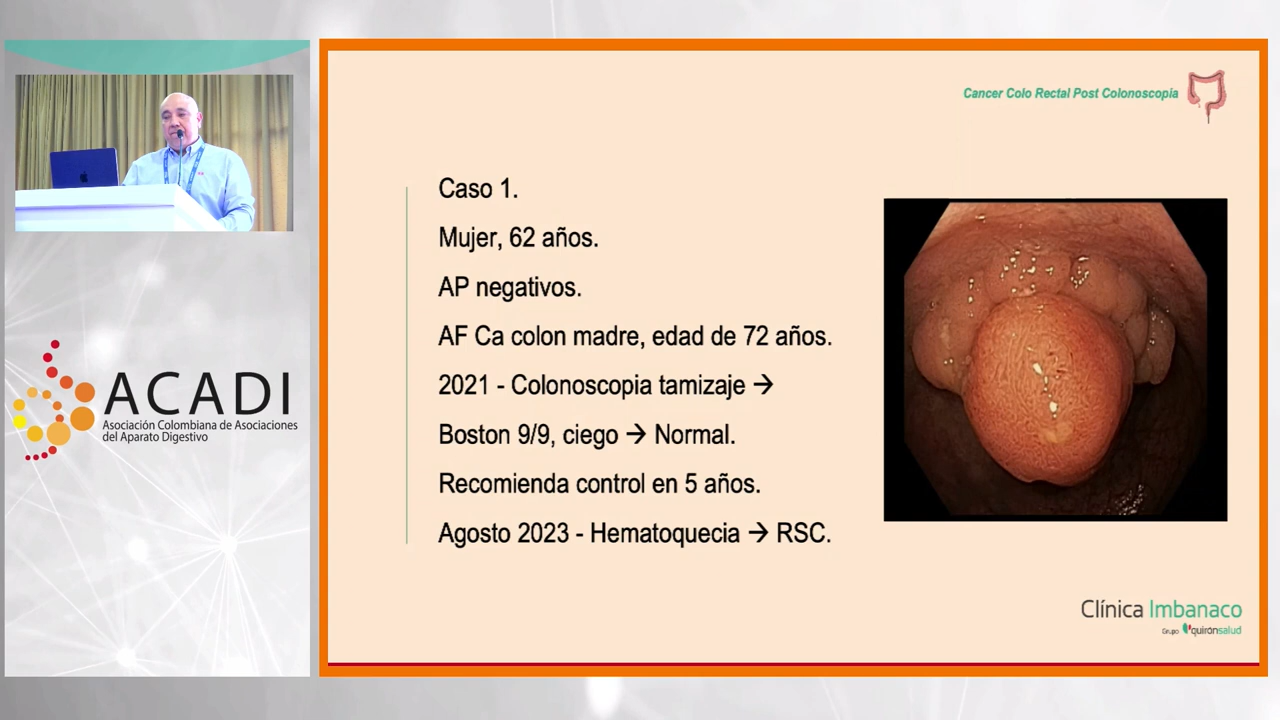 Cancer Colo Rectal Post Colonoscopía
Caso 1.
Mujer, 62 años.
AP negativos.
AF Ca colon madre, edad de 72 años.
2021 - Colonoscopia tamizaje →
Boston 9/9, ciego → Normal.
Recomienda control en 5 años.
Agosto 2023 - Hematoquecia → RSC.
ACADI
Asociación Colombiana de Asociaciones
del Aparato Digestivo
Clínica Imbanaco
Grupo quirónsalud